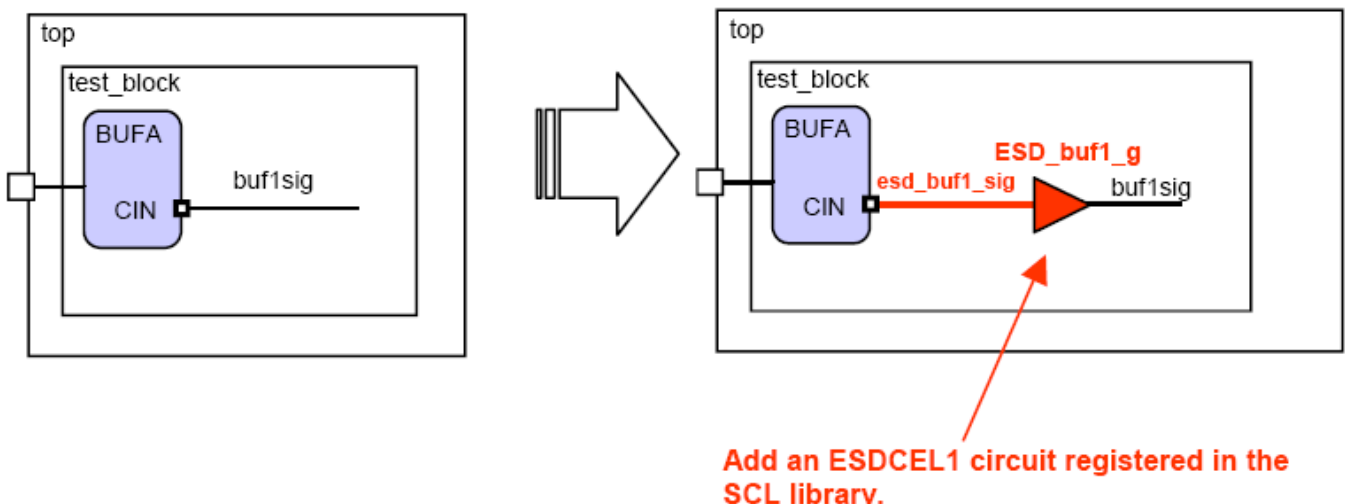 top
test_block
BUFA
buf1sig
CIN
top
test_block
BUFA
ESD_buf1_g
esd_buf1_sig
buf1sig
CIN
Add an ESDCEL1 circuit registered in the
SCL library.